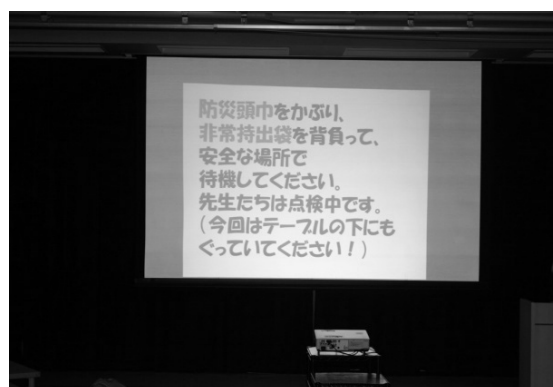 防災頭巾をかぶり、
非常持出袋を背負って、
安全な場所で
待機してください。
先生たちは点検中です。
(今回はテーブルの下にも
ぐっていてください!)